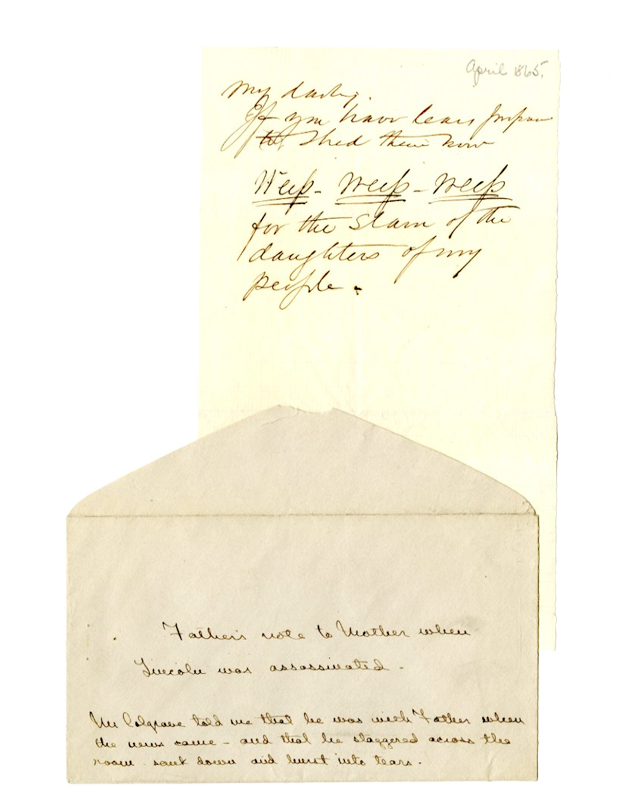 April 1865.
My darling.
If you have tears prepare
to shed them now
Weep - Weep - Weep
for the slain of the
daughters of my
people.
Father's note to Mother when
Lincoln was assassinated.
Mr Colgrave told me that he was with Father when
the news came - and that he staggered across the
room sank down and burst into tears.